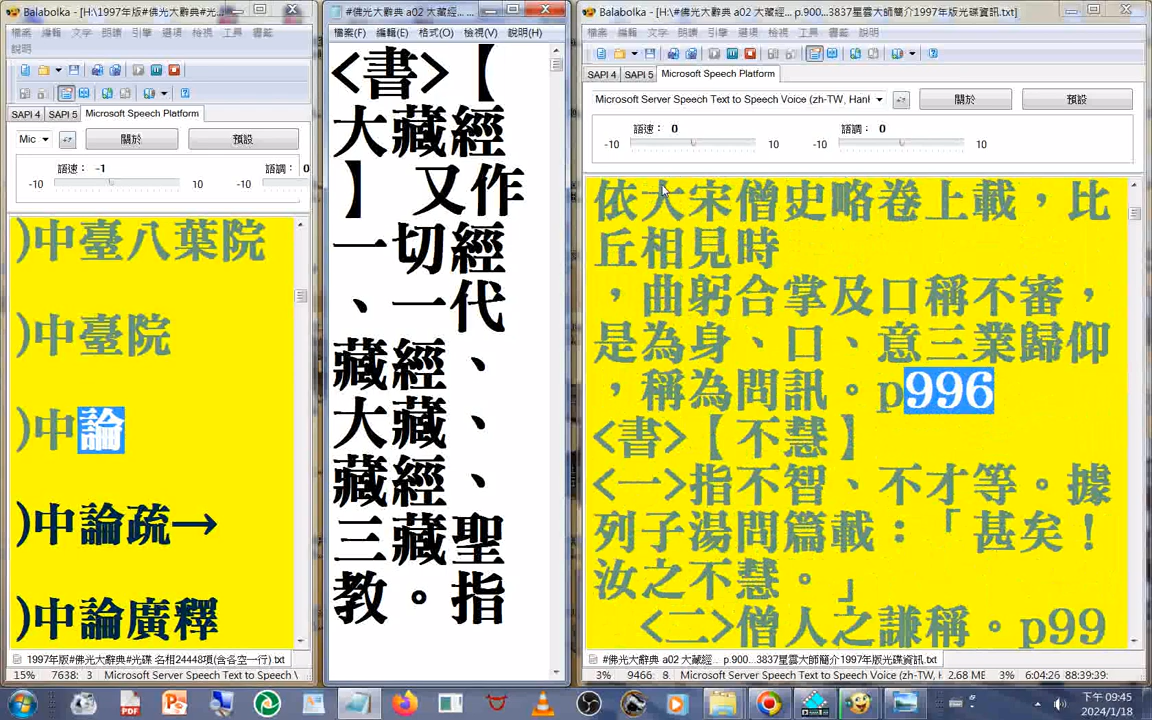 Balabolka - [H:\1997年版#佛光大辭典#光...
檔案 編輯 文字 朗讀 引擎 選項 檢視 工具 書籤
說明
SAPI 4 SAPI 5 Microsoft Speech Platform
Mic 關於 預設
語速： -1 語調： 0
-10 10 -10
)中臺八葉院
)中臺院
)中論
)中論疏→
)中論廣釋
1997年版#佛光大辭典#光碟 名相24448項(含各空一行).txt
15% 7638: 3 Microsoft Server Speech Text to Speech \
#佛光大辭典 a02 大藏經... ...
檔案(F) 編輯(E) 格式(O) 檢視(V) 說明(H)
<書>【
大藏經
】 又作
一切經
、一代
藏經、
大藏、
藏經、
三藏聖
教。指
Balabolka - [H:\#佛光大辭典 a02 大藏經... p.900...3837星雲大師簡介1997年版光碟資訊.txt]
檔案 編輯 文字 朗讀 引擎 選項 檢視 工具 書籤 說明
SAPI 4 SAPI 5 Microsoft Speech Platform
Microsoft Server Speech Text to Speech Voice (zh-TW, Hanl 關於 預設
語速： 0 語調： 0
-10 10 -10 10
依大宋僧史略卷上載，比
丘相見時
，曲躬合掌及口稱不審，
是為身、口、意三業歸仰
，稱為問訊。p996
<書>【不慧】
<一>指不智、不才等。據
列子湯問篇載：「甚矣！
汝之不慧。」
<二>僧人之謙稱。p99
#佛光大辭典 a02 大藏經... p.900...3837星雲大師簡介1997年版光碟資訊.txt
3% 9466: 8. Microsoft Server Speech Text to Speech Voice (zh-TW, H 2.68 ME 3% 6:04:26 88:39:39:
下午 09:45
2024/1/18